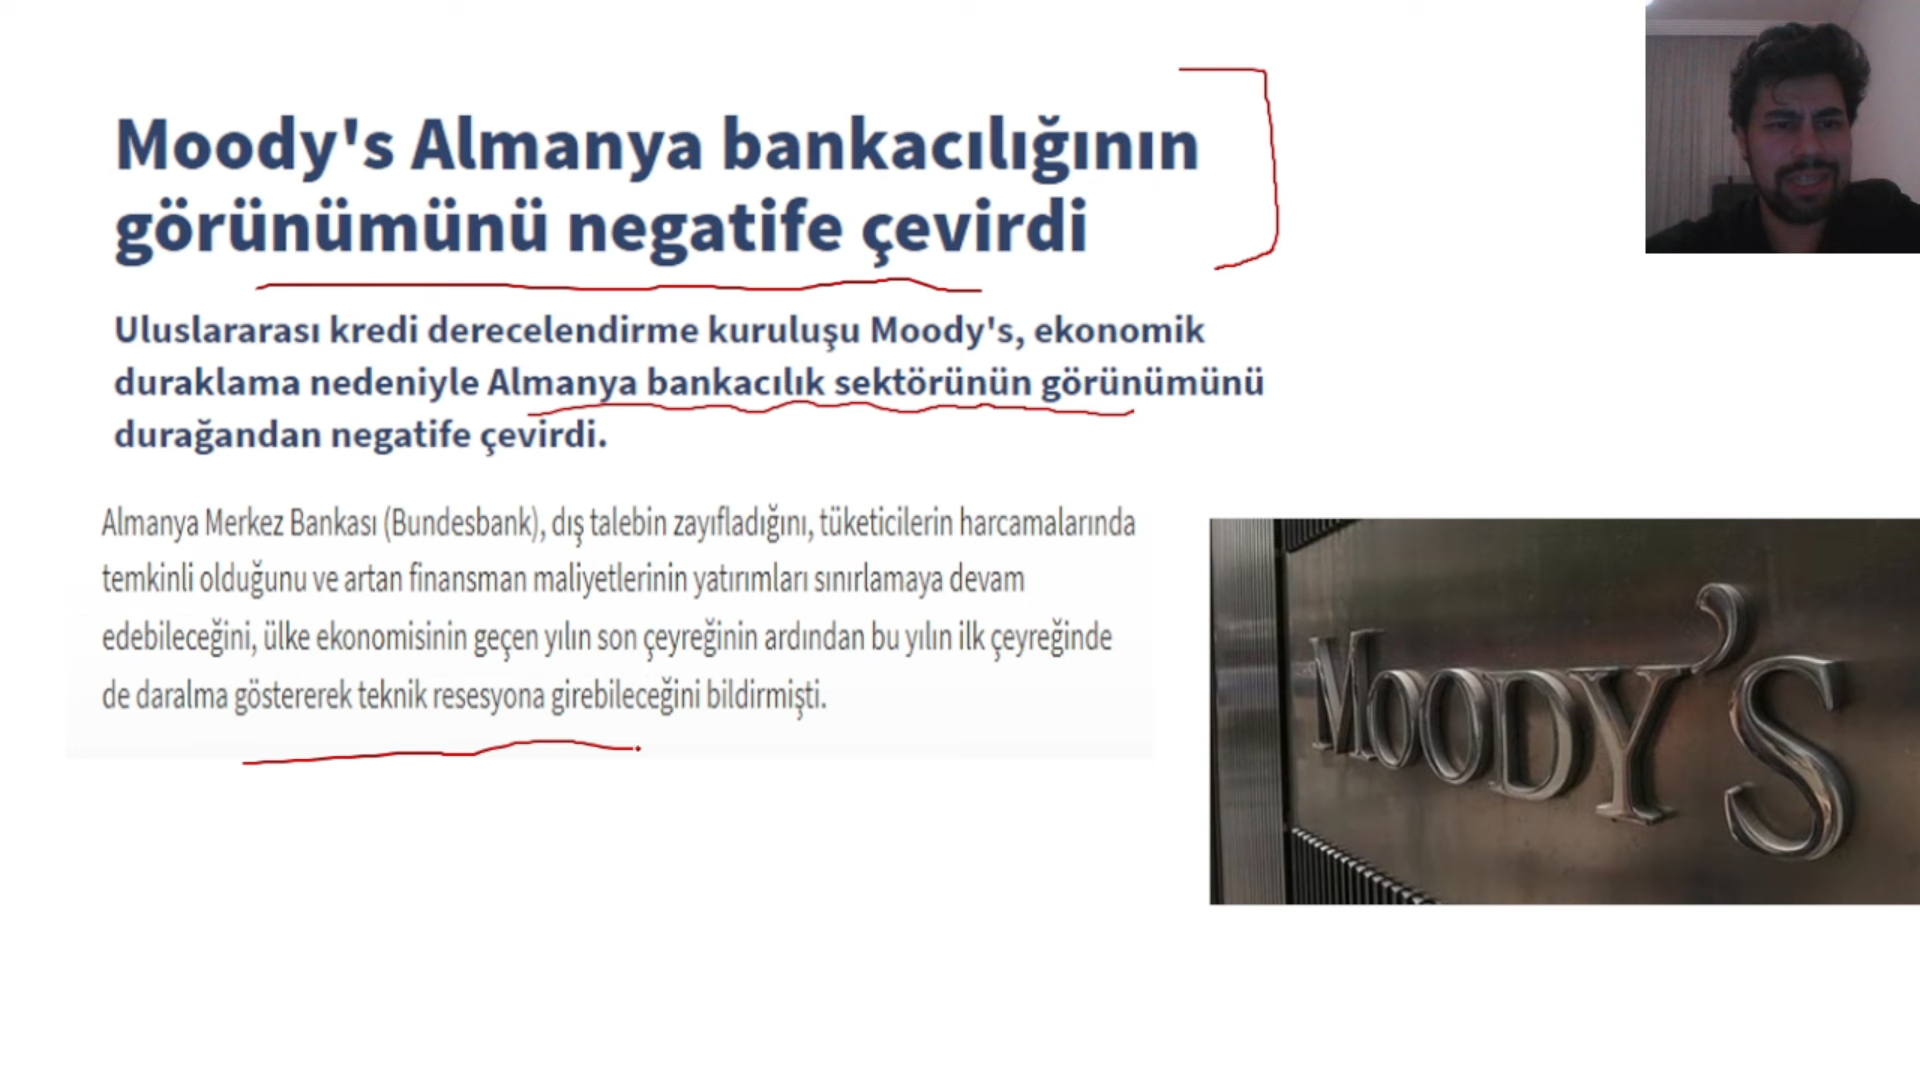 Moody's Almanya bankacılığının
görünümünü negatife çevirdi
Uluslararası kredi derecelendirme kuruluşu Moody's, ekonomik
duraklama nedeniyle Almanya bankacılık sektörünün görünümünü
durağandan negatife çevirdi.
Almanya Merkez Bankası (Bundesbank), dış talebin zayıfladığını, tüketicilerin harcamalarında
temkinli olduğunu ve artan finansman maliyetlerinin yatırımları sınırlamaya devam
edebileceğini, ülke ekonomisinin geçen yılın son çeyreğinin ardından bu yılın ilk çeyreğinde
de daralma göstererek teknik resesyona girebileceğini bildirmişti.
MOODY'S